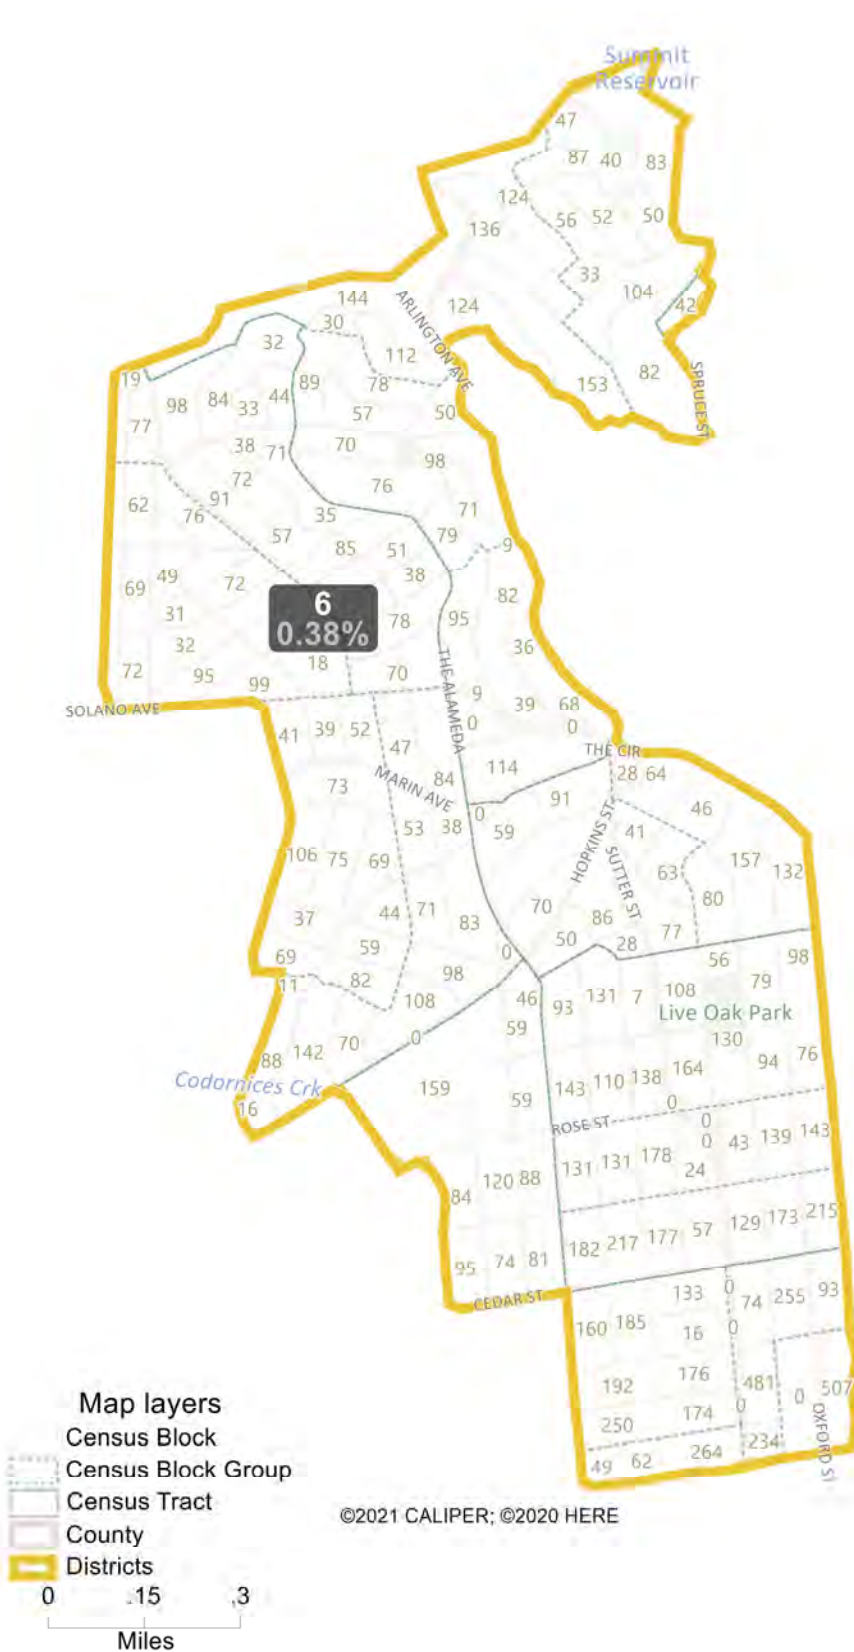 Summit
Reservoir
47
87 40 83
124
136 56 52 50
33
104 42
144 124
30
ARLINGTON AVE
32 112
82
153
SPRUCE ST
19 89 78
98 84 33 44 57 50
77
38 71 70 98
72
62 76 91 76
35 71
57 85 51 79 9
38
69 49 72 82
31
6
0.38%
78 95
32 36
72 95 99 18 70
SOLANO AVE
THE ALAMEDA
9 39 68
0 0
41 39 52 47
THE CIR
73
MARIN AVE
84 114
28 64
91 46
0
53 38 59
HOPKINS ST
41
SUTTER ST
106 75 69 63 157 132
80
37 44 71 83 70 86
59 50 28 77
69 0 56 98
11 82 98 79
108 46 93 131 7 108
Live Oak Park
59 130
88 142 70 0 164 94 76
Codornices Crk
159 143 110 138
16 59 0
ROSE ST
0
0 43 139 143
131 131 178
24
84 120 88
95 74 81 182 217 177 57 129 173 215
CEDAR ST
133 0 74 255 93
160 185 16 0
192 176 481 0 507
0
250 174
OXFORD ST
49 62 264 234
Map layers
Census Block
Census Block Group
Census Tract
County
Districts
0 .15 .3
Miles
©2021 CALIPER; ©2020 HERE